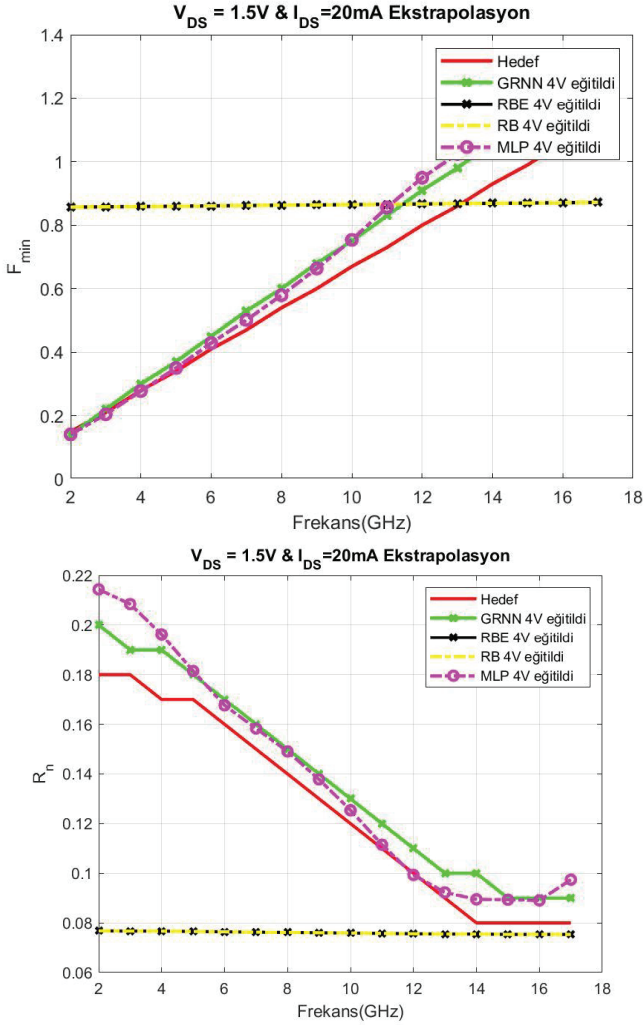 V_DS = 1.5V & I_DS=20mA Ekstrapolasyon
1.4
1.2
1
0.8
0.6
0.4
0.2
0
F_min
Hedef
GRNN 4V eğitildi
RBE 4V eğitildi
RB 4V eğitildi
MLP 4V eğitildi
2 4 6 8 10 12 14 16 18
Frekans(GHz)
V_DS = 1.5V & I_DS=20mA Ekstrapolasyon
0.22
0.2
0.18
0.16
0.14
0.12
0.1
0.08
0.06
R_n
Hedef
GRNN 4V eğitildi
RBE 4V eğitildi
RB 4V eğitildi
MLP 4V eğitildi
2 4 6 8 10 12 14 16 18
Frekans(GHz)